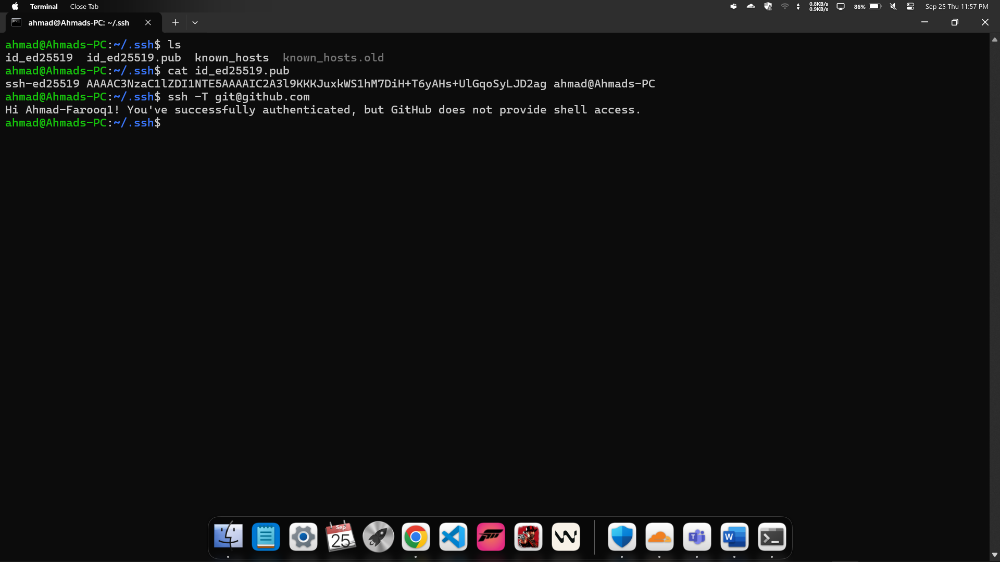 Terminal Close Tab
0.8KB/s
0.9KB/s
86%
Sep 25 Thu 11:57 PM
ahmad@Ahmads-PC: ~/.ssh
ahmad@Ahmads-PC:~/.ssh$ ls
id_ed25519  id_ed25519.pub  known_hosts  known_hosts.old
ahmad@Ahmads-PC:~/.ssh$ cat id_ed25519.pub
ssh-ed25519 AAAAC3NzaC1lZDI1NTE5AAAAIC2A3l9KKKJuxkWS1hM7DiH+T6yAHs+UlGqoSyLJD2ag ahmad@Ahmads-PC
ahmad@Ahmads-PC:~/.ssh$ ssh -T git@github.com
Hi Ahmad-Farooq1! You've successfully authenticated, but GitHub does not provide shell access.
ahmad@Ahmads-PC:~/.ssh$
Sep
25
T
W